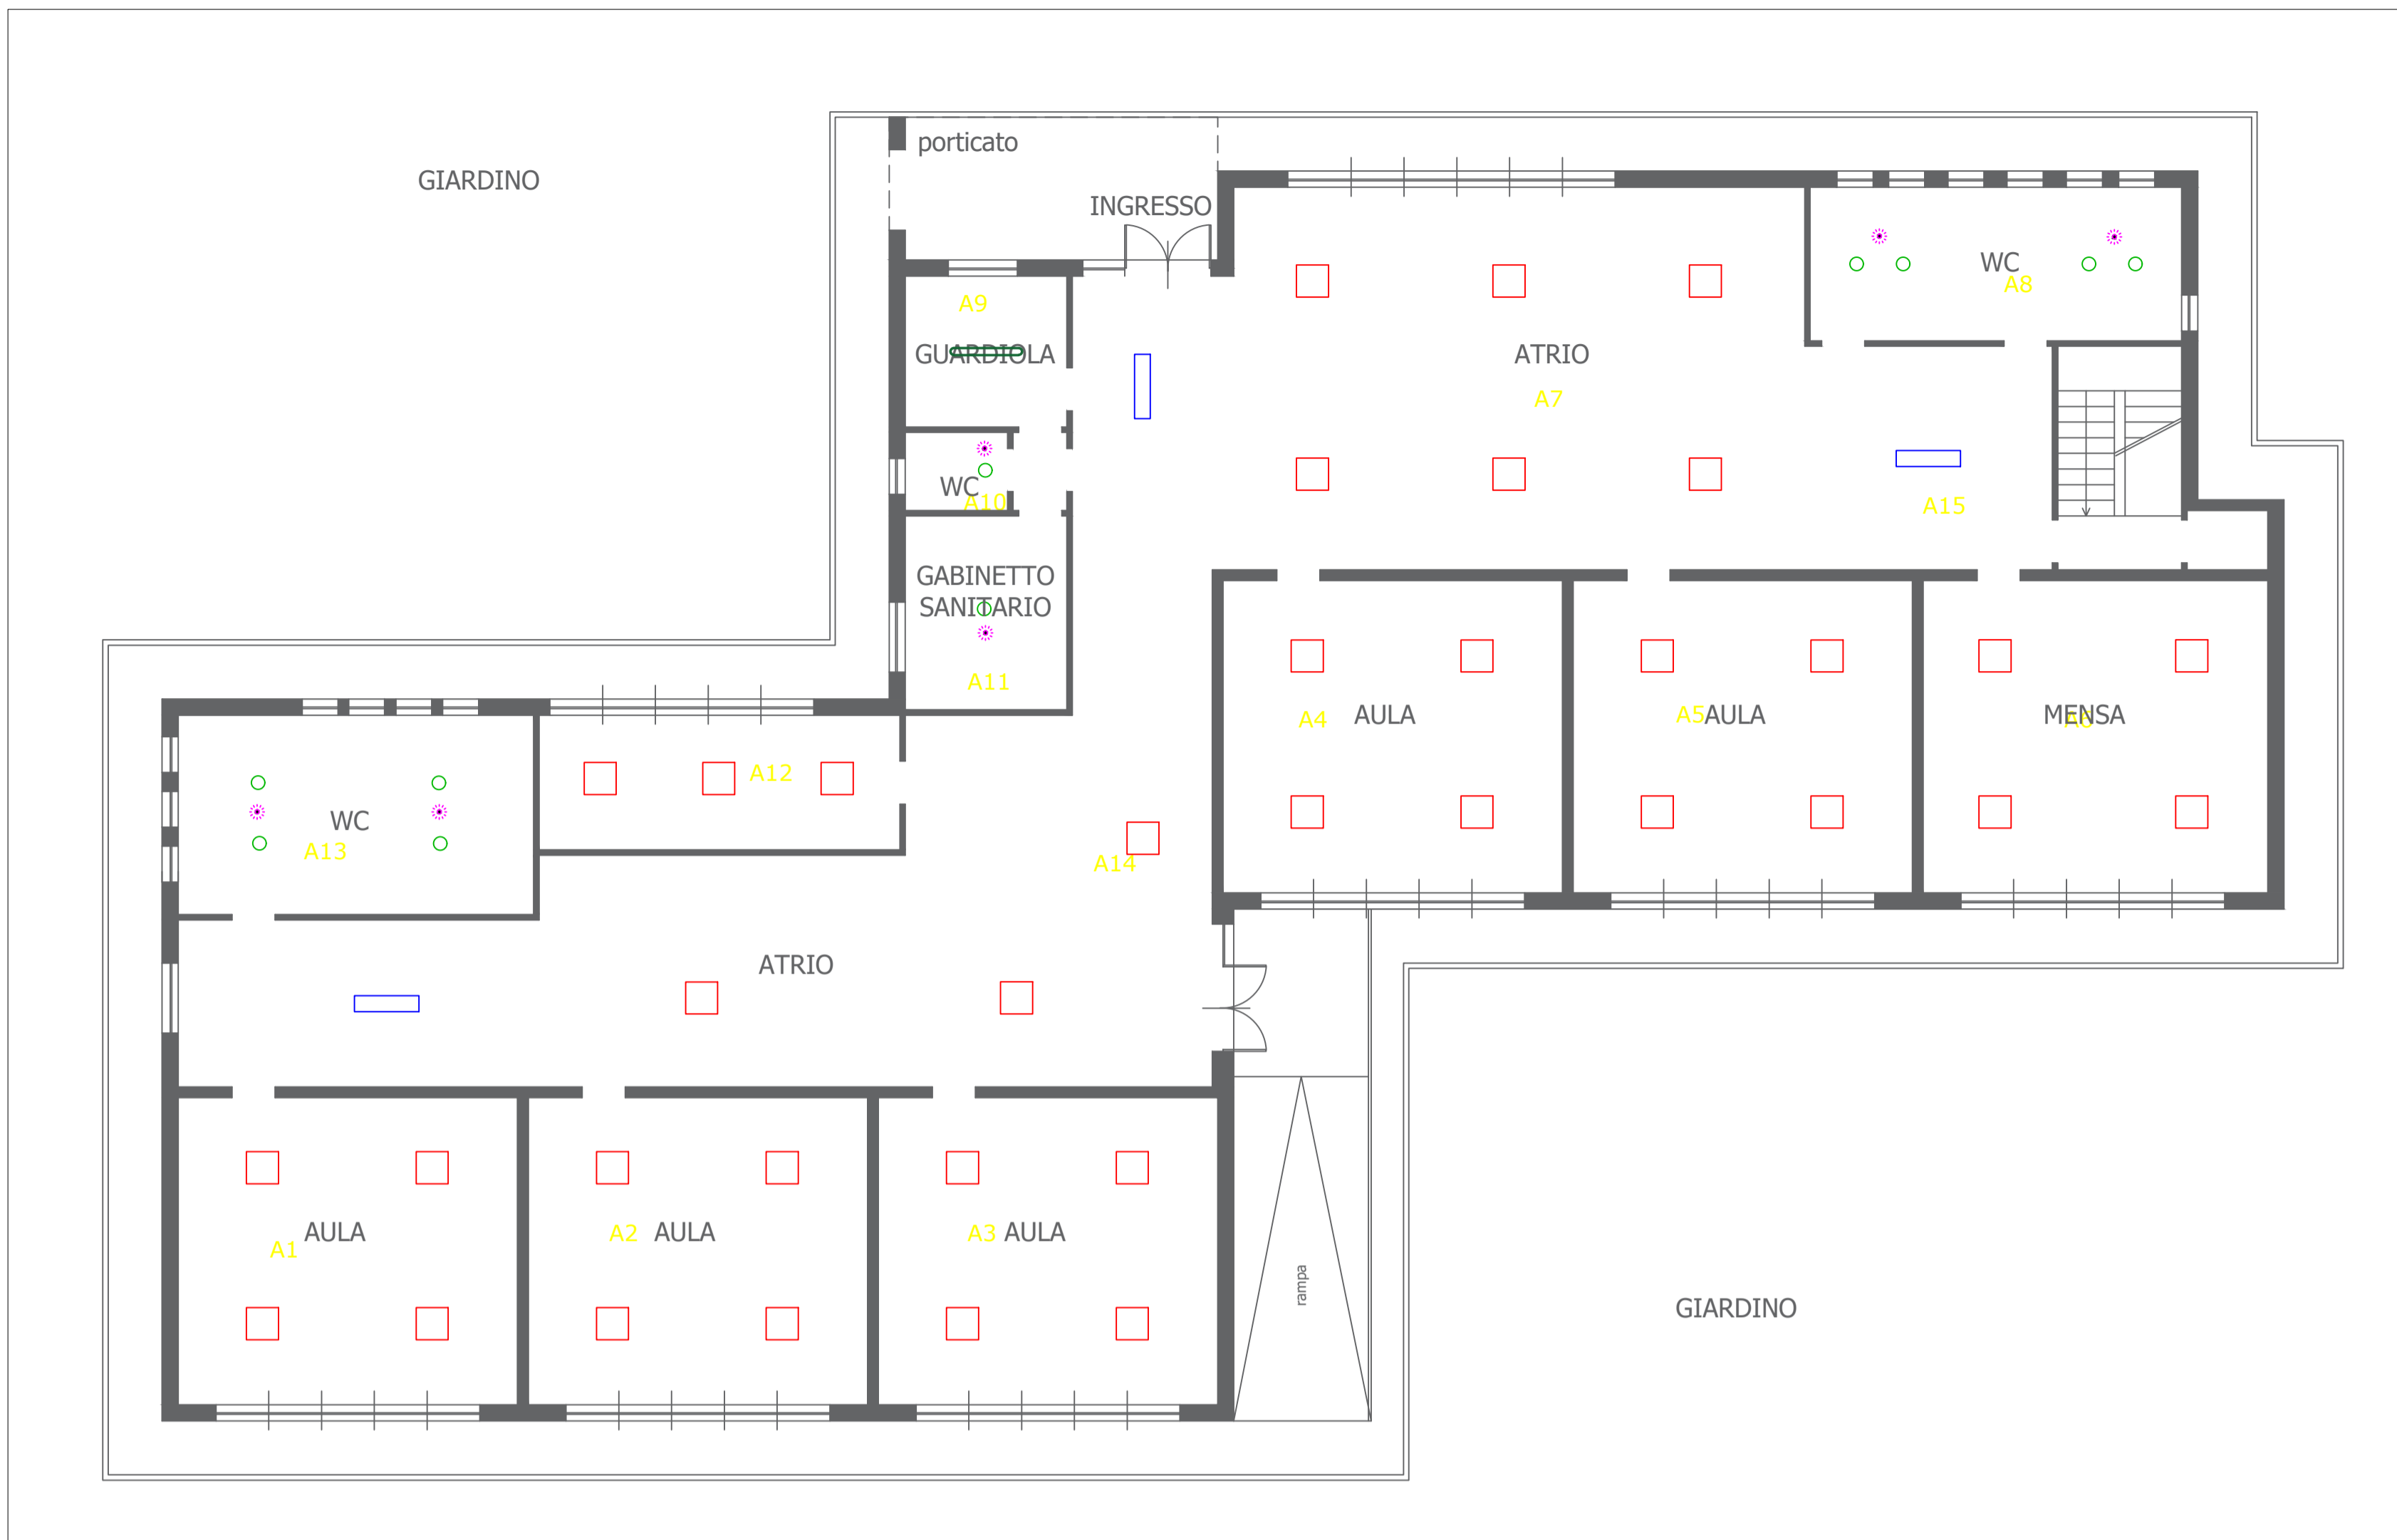 porticato
GIARDINO
INGRESSO
WC
A8
A9
GUARDIOLA
ATRIO
A7
WC
A10
A15
GABINETTO
SANITARIO
A11
A4
AULA
A5
AULA
MENSA
A6
A12
WC
A13
A14
ATRIO
AULA
A1
A2
AULA
A3
AULA
rampa
GIARDINO